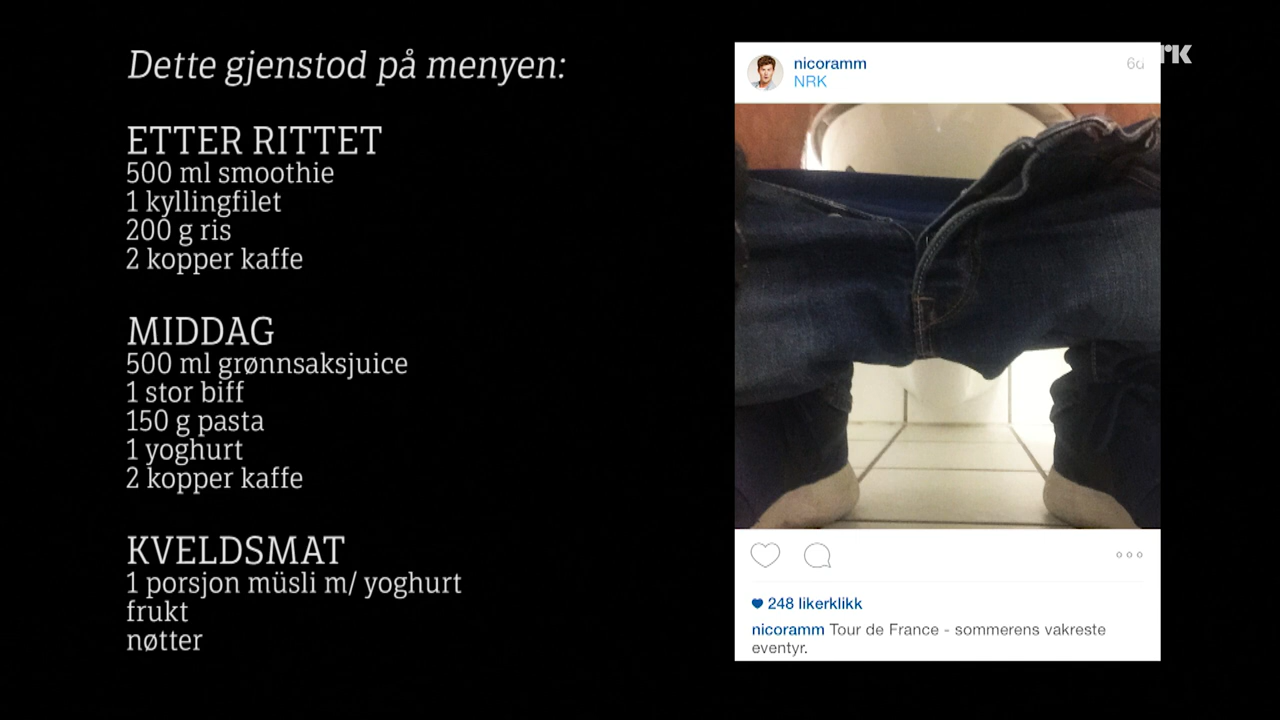 Dette gjenstod på menyen:
ETTER RITTET
500 ml smoothie
1 kyllingfilet
200 g ris
2 kopper kaffe
MIDDAG
500 ml grønnsaksjuice
1 stor biff
150 g pasta
1 yoghurt
2 kopper kaffe
KVELDSMAT
1 porsjon müsli m/ yoghurt
frukt
nøtter
nicoramm
NRK
6d
rk
248 likerklikk
nicoramm Tour de France - sommerens vakreste
eventyr.